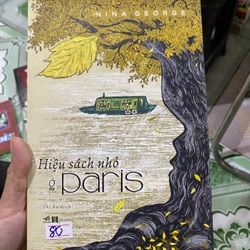 NINA GEORGE
Hiệu sách nhỏ
ở
paris
80